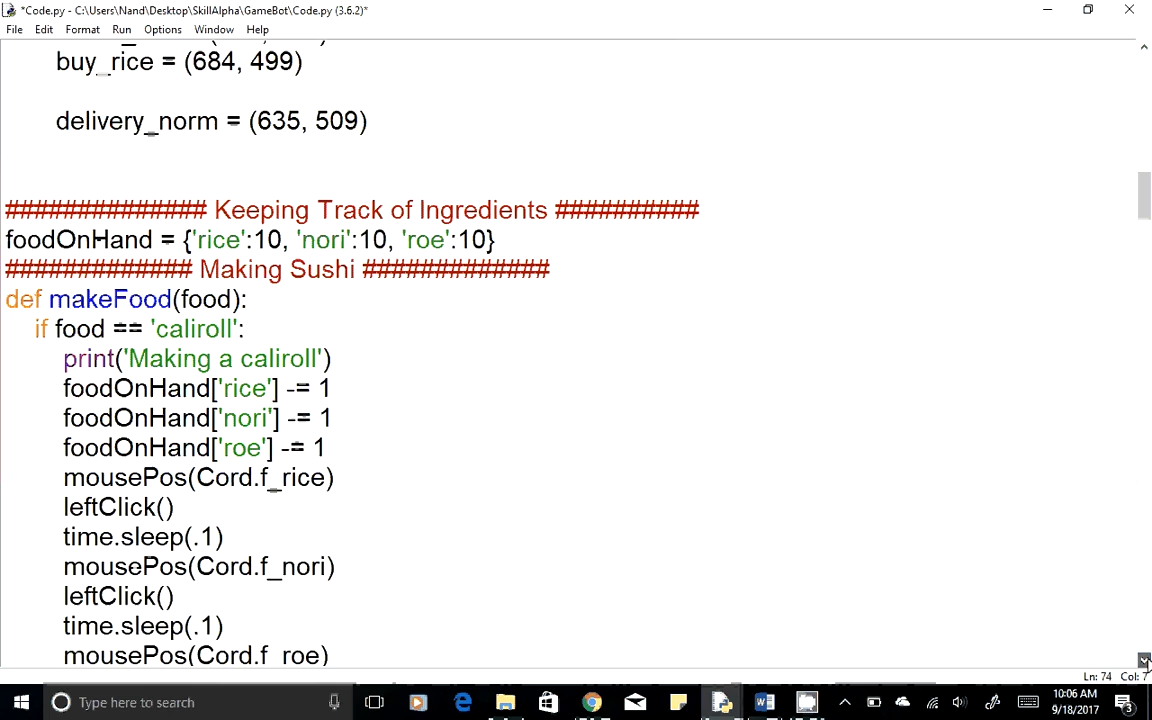 *Code.py - C:\Users\Nand\Desktop\SkillAlpha\GameBot\Code.py (3.6.2)*
File Edit Format Run Options Window Help
buy_rice = (684, 499)
delivery_norm = (635, 509)
############## Keeping Track of Ingredients ##########
foodOnHand = {'rice':10, 'nori':10, 'roe':10}
############# Making Sushi #############
def makeFood(food):
if food == 'caliroll':
print('Making a caliroll')
foodOnHand['rice'] -= 1
foodOnHand['nori'] -= 1
foodOnHand['roe'] -= 1
mousePos(Cord.f_rice)
leftClick()
time.sleep(.1)
mousePos(Cord.f_nori)
leftClick()
time.sleep(.1)
mousePos(Cord.f_roe)
Ln: 74 Col: 7
Type here to search
10:06 AM
9/18/2017
3